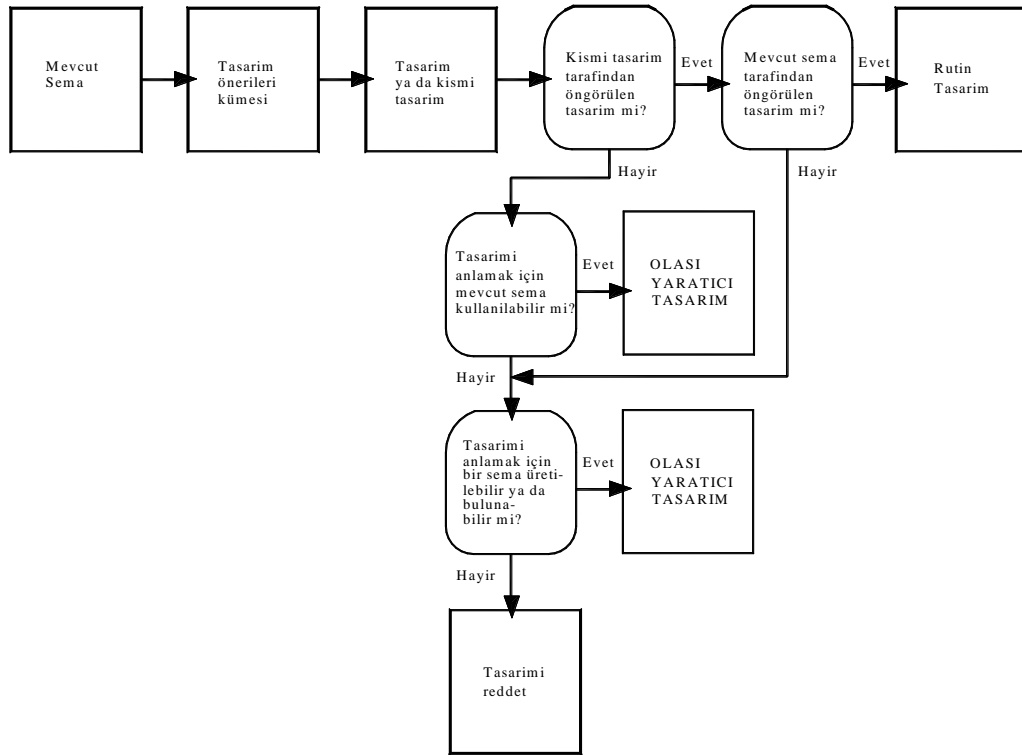 Mevcut
Sema
Tasarim
önerileri
kümesi
Tasarim
ya da kismi
tasarim
Kismi tasarim
tarafindan
öngörülen
tasarim mi?
Evet
Mevcut sema
tarafindan
öngörülen
tasarim mi?
Evet
Rutin
Tasarim
Hayir
Hayir
Tasarimi
anlamak için
mevcut sema
kullanilabilir mi?
Evet
OLASI
YARATICI
TASARIM
Hayir
Tasarimi
anlamak için
bir sema üreti-
lebilir ya da
buluna-
bilir mi?
Evet
OLASI
YARATICI
TASARIM
Hayir
Tasarimi
reddet